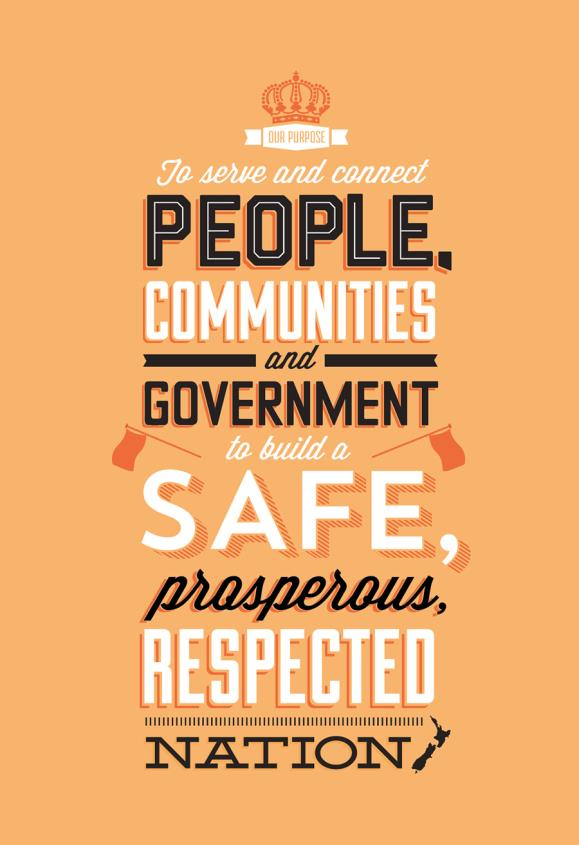 OUR PURPOSE
To serve and connect
PEOPLE,
COMMUNITIES
and
GOVERNMENT
to build a
SAFE,
prosperous,
RESPECTED
NATION